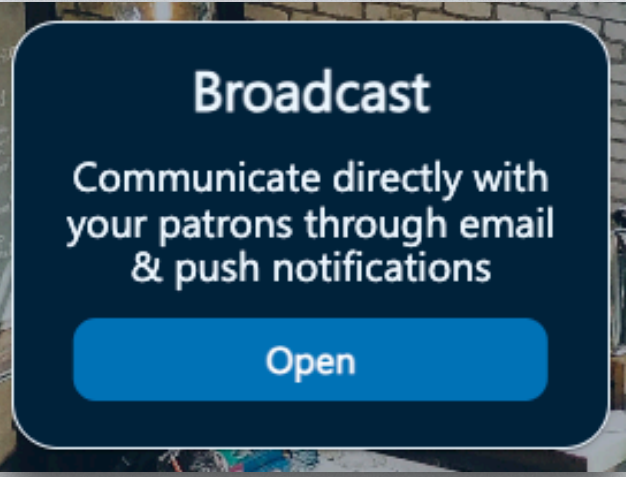 Broadcast
Communicate directly with
your patrons through email
& push notifications
Open